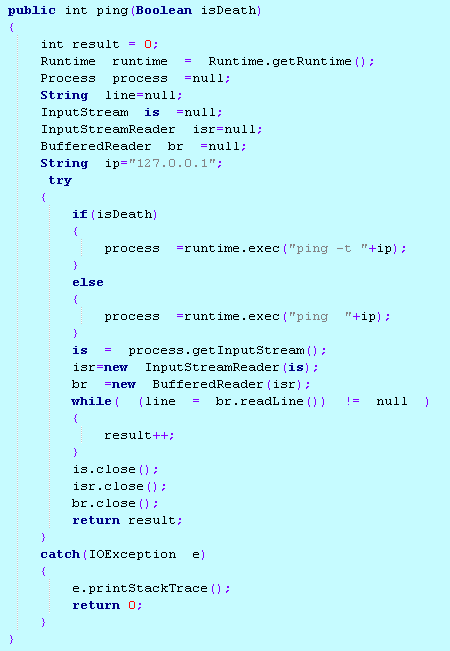 public int ping(Boolean isDeath)
{
    int result = 0;
    Runtime  runtime  =  Runtime.getRuntime();
    Process  process  =null;
    String  line=null;
    InputStream  is  =null;
    InputStreamReader  isr=null;
    BufferedReader  br  =null;
    String  ip="127.0.0.1";
     try
    {
        if(isDeath)
        {
            process  =runtime.exec("ping -t "+ip);
        }
        else
        {
            process  =runtime.exec("ping  "+ip);
        }
        is  =  process.getInputStream();
        isr=new  InputStreamReader(is);
        br  =new  BufferedReader(isr);
        while(  (line  =  br.readLine())  !=  null  )
        {
            result++;
        }
        is.close();
        isr.close();
        br.close();
        return result;
    }
    catch(IOException  e)
    {
        e.printStackTrace();
        return 0;
    }
}